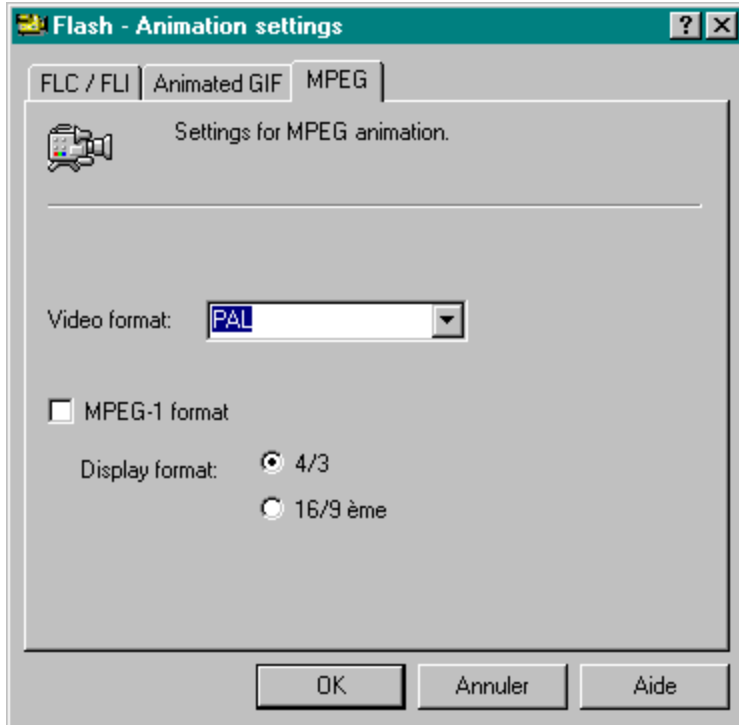 Flash - Animation settings
FLC / FLI Animated GIF MPEG
Settings for MPEG animation.
Video format: PAL
MPEG-1 format
Display format: 4/3
16/9 ème
OK Annuler Aide